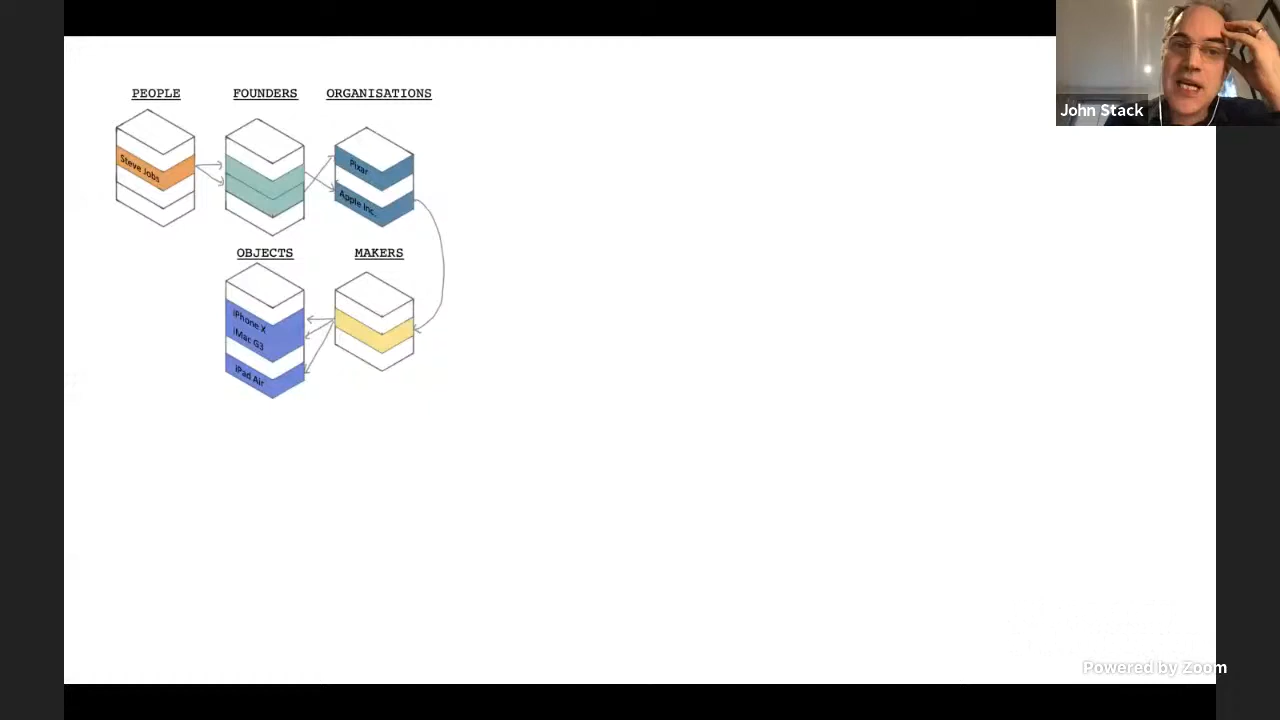 John Stack
PEOPLE
FOUNDERS
ORGANISATIONS
Steve Jobs
Pixar
Apple Inc.
OBJECTS
MAKERS
iPhone X
iMac G3
iPad Air
Powered by Zoom